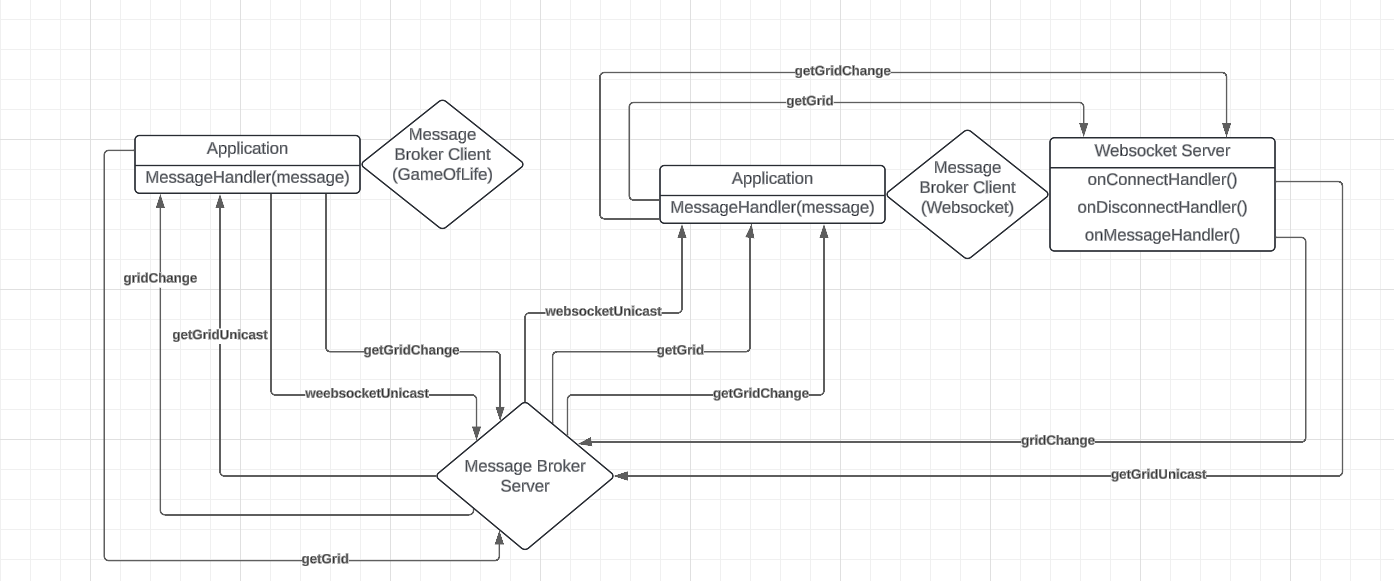 getGridChange
getGrid
Application
MessageHandler(message)
Message
Broker Client
(GameOfLife)
Application
MessageHandler(message)
Message
Broker Client
(Websocket)
Websocket Server
onConnectHandler()
onDisconnectHandler()
onMessageHandler()
gridChange
getGridUnicast
getGridChange
weebsocketUnicast
websocketUnicast
getGrid
getGridChange
gridChange
getGridUnicast
Message Broker
Server
getGrid